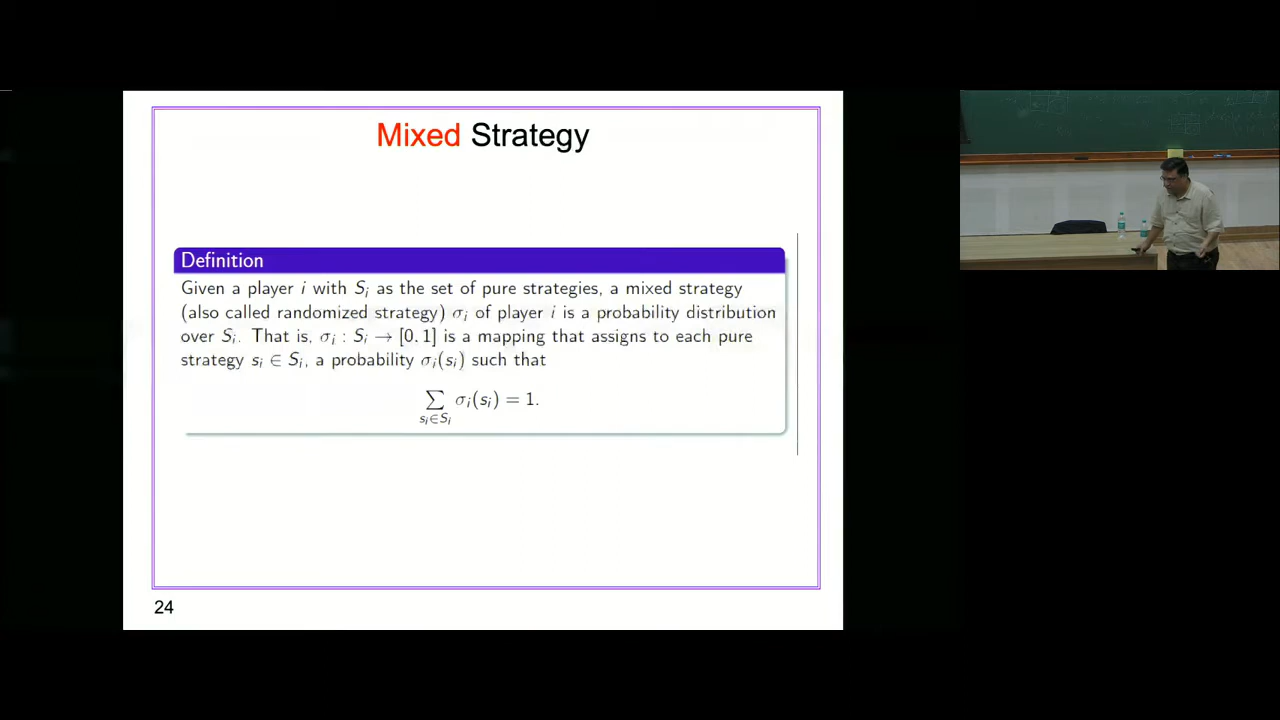 Mixed Strategy
Definition
Given a player i with Sᵢ as the set of pure strategies, a mixed strategy
(also called randomized strategy) σᵢ of player i is a probability distribution
over Sᵢ. That is, σᵢ : Sᵢ → [0. 1] is a mapping that assigns to each pure
strategy sᵢ ∈ Sᵢ, a probability σᵢ(sᵢ) such that
∑ σᵢ(sᵢ) = 1.
sᵢ∈Sᵢ
24